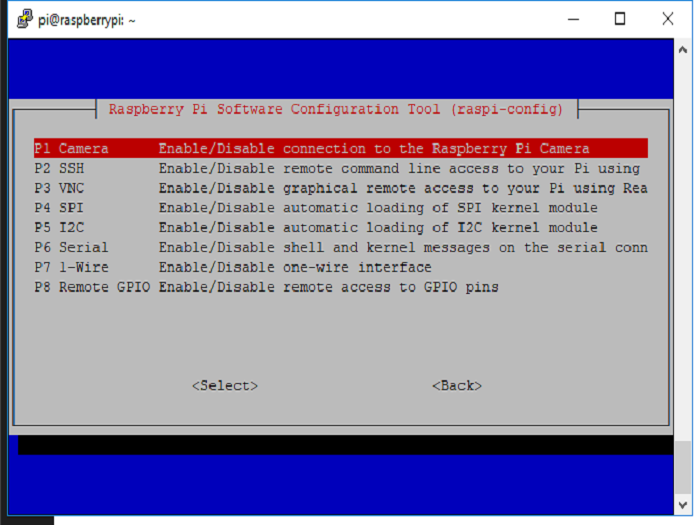 pi@raspberrypi: ~
Raspberry Pi Software Configuration Tool (raspi-config)
P1 Camera Enable/Disable connection to the Raspberry Pi Camera
P2 SSH Enable/Disable remote command line access to your Pi using
P3 VNC Enable/Disable graphical remote access to your Pi using Rea
P4 SPI Enable/Disable automatic loading of SPI kernel module
P5 I2C Enable/Disable automatic loading of I2C kernel module
P6 Serial Enable/Disable shell and kernel messages on the serial conn
P7 1-Wire Enable/Disable one-wire interface
P8 Remote GPIO Enable/Disable remote access to GPIO pins
<Select> <Back>